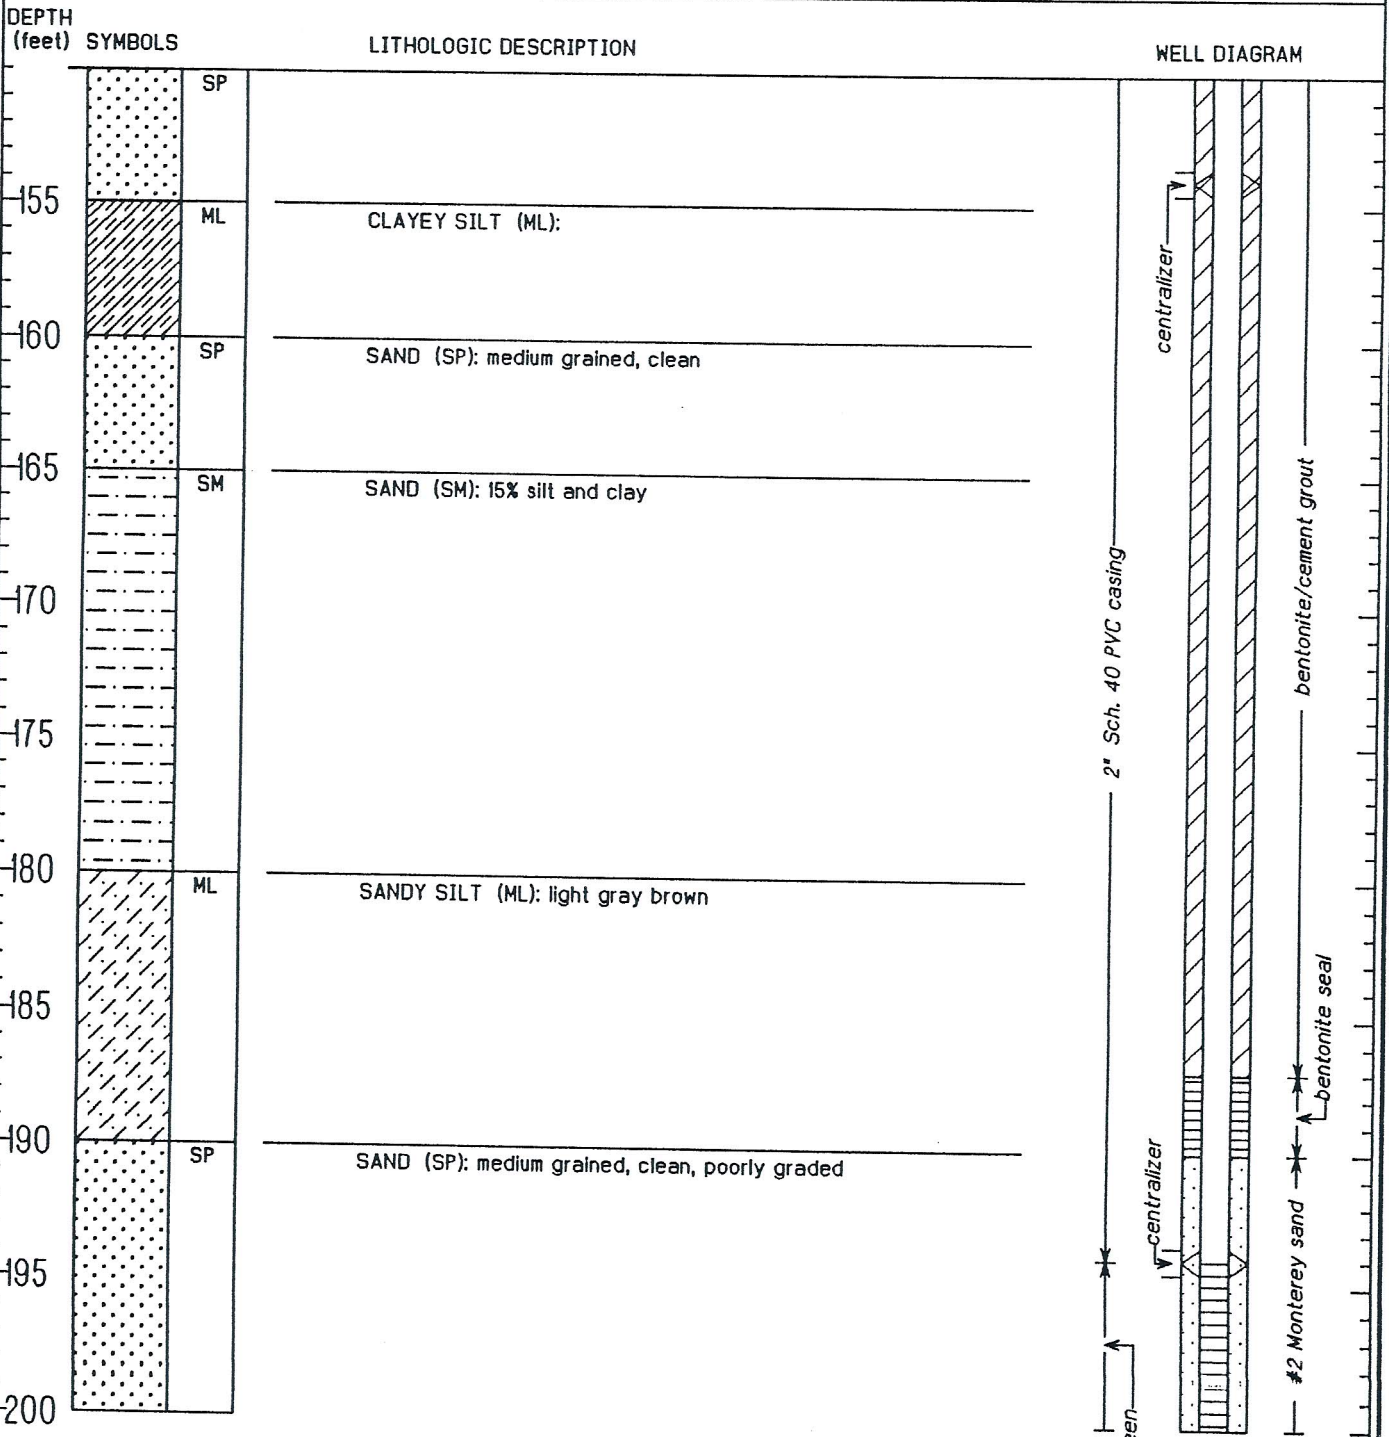 DEPTH
(feet) SYMBOLS
LITHOLOGIC DESCRIPTION
WELL DIAGRAM
SP
155
ML
CLAYEY SILT (ML):
centralizer
160
SP
SAND (SP): medium grained, clean
165
SM
SAND (SM): 15% silt and clay
bentonite/cement grout
2" Sch. 40 PVC casing
170
175
180
ML
SANDY SILT (ML): light gray brown
185
bentonite seal
190
SP
SAND (SP): medium grained, clean, poorly graded
centralizer
195
#2 Monterey sand
200